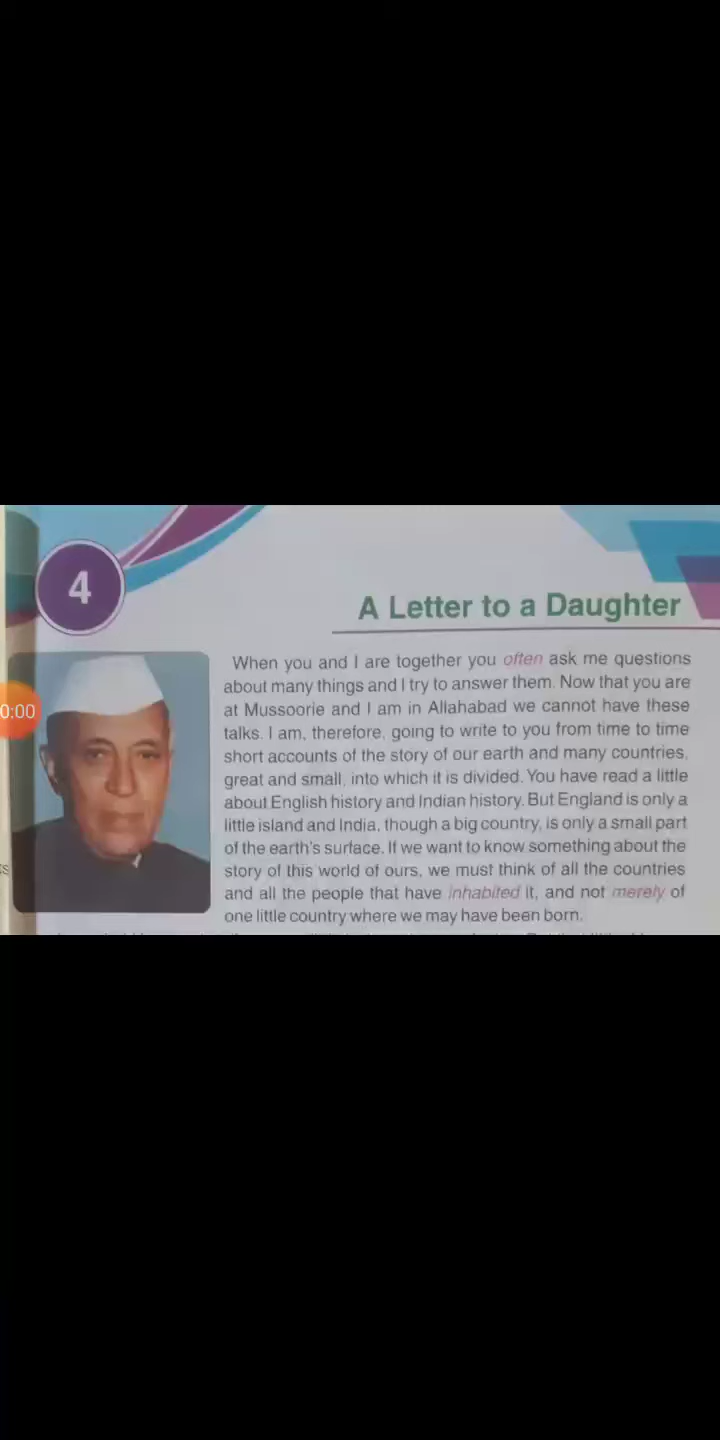 4
A Letter to a Daughter
When you and I are together you often ask me questions
about many things and I try to answer them. Now that you are
0:00
at Mussoorie and I am in Allahabad we cannot have these
talks. I am, therefore, going to write to you from time to time
short accounts of the story of our earth and many countries,
great and small, into which it is divided. You have read a little
about English history and Indian history. But England is only a
little island and India, though a big country, is only a small part
of the earth's surface. If we want to know something about the
story of this world of ours, we must think of all the countries
and all the people that have inhabited it, and not merely of
one little country where we may have been born.